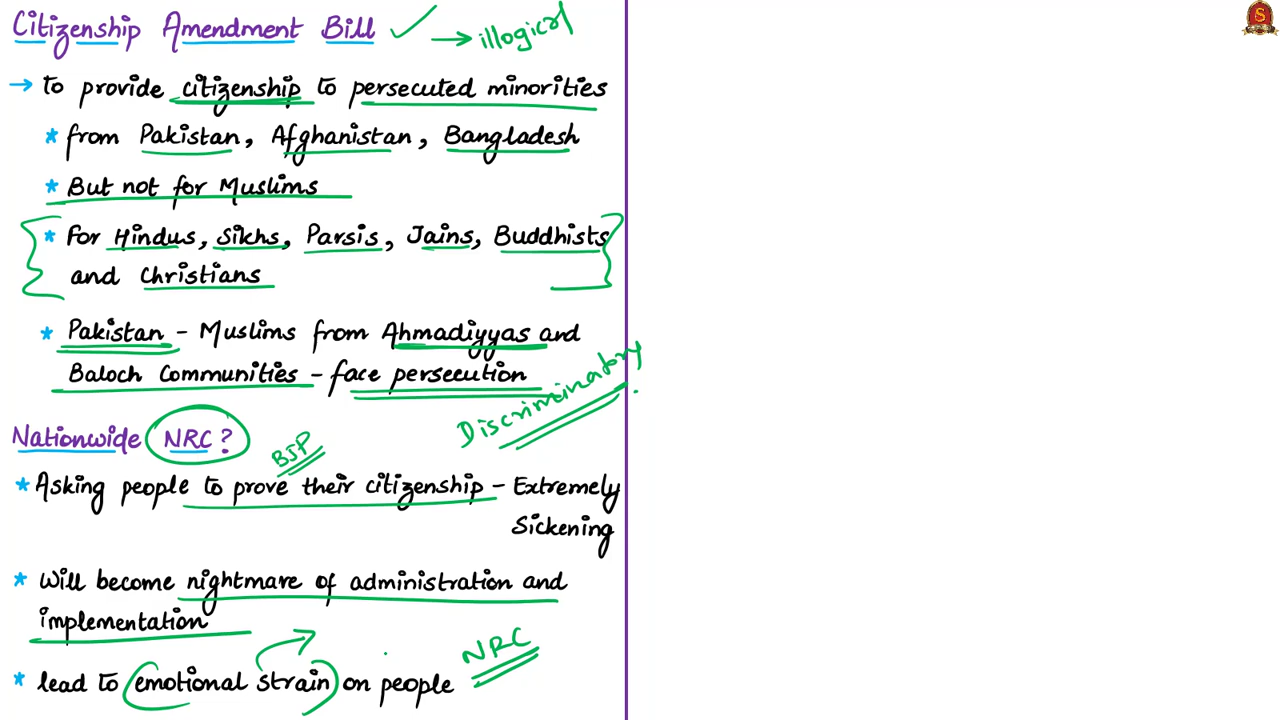 Citizenship Amendment Bill → illogical
→ to provide citizenship to persecuted minorities
* from Pakistan, Afghanistan, Bangladesh
* But not for Muslims
* For Hindus, Sikhs, Parsis, Jains, Buddhists
and Christians
* Pakistan - Muslims from Ahmadiyyas and
Baloch Communities - face persecution
Discriminatory
Nationwide NRC?
BJP
* Asking people to prove their citizenship - Extremely
Sickening
* Will become nightmare of administration and
implementation
NRC
* lead to emotional strain on people
S